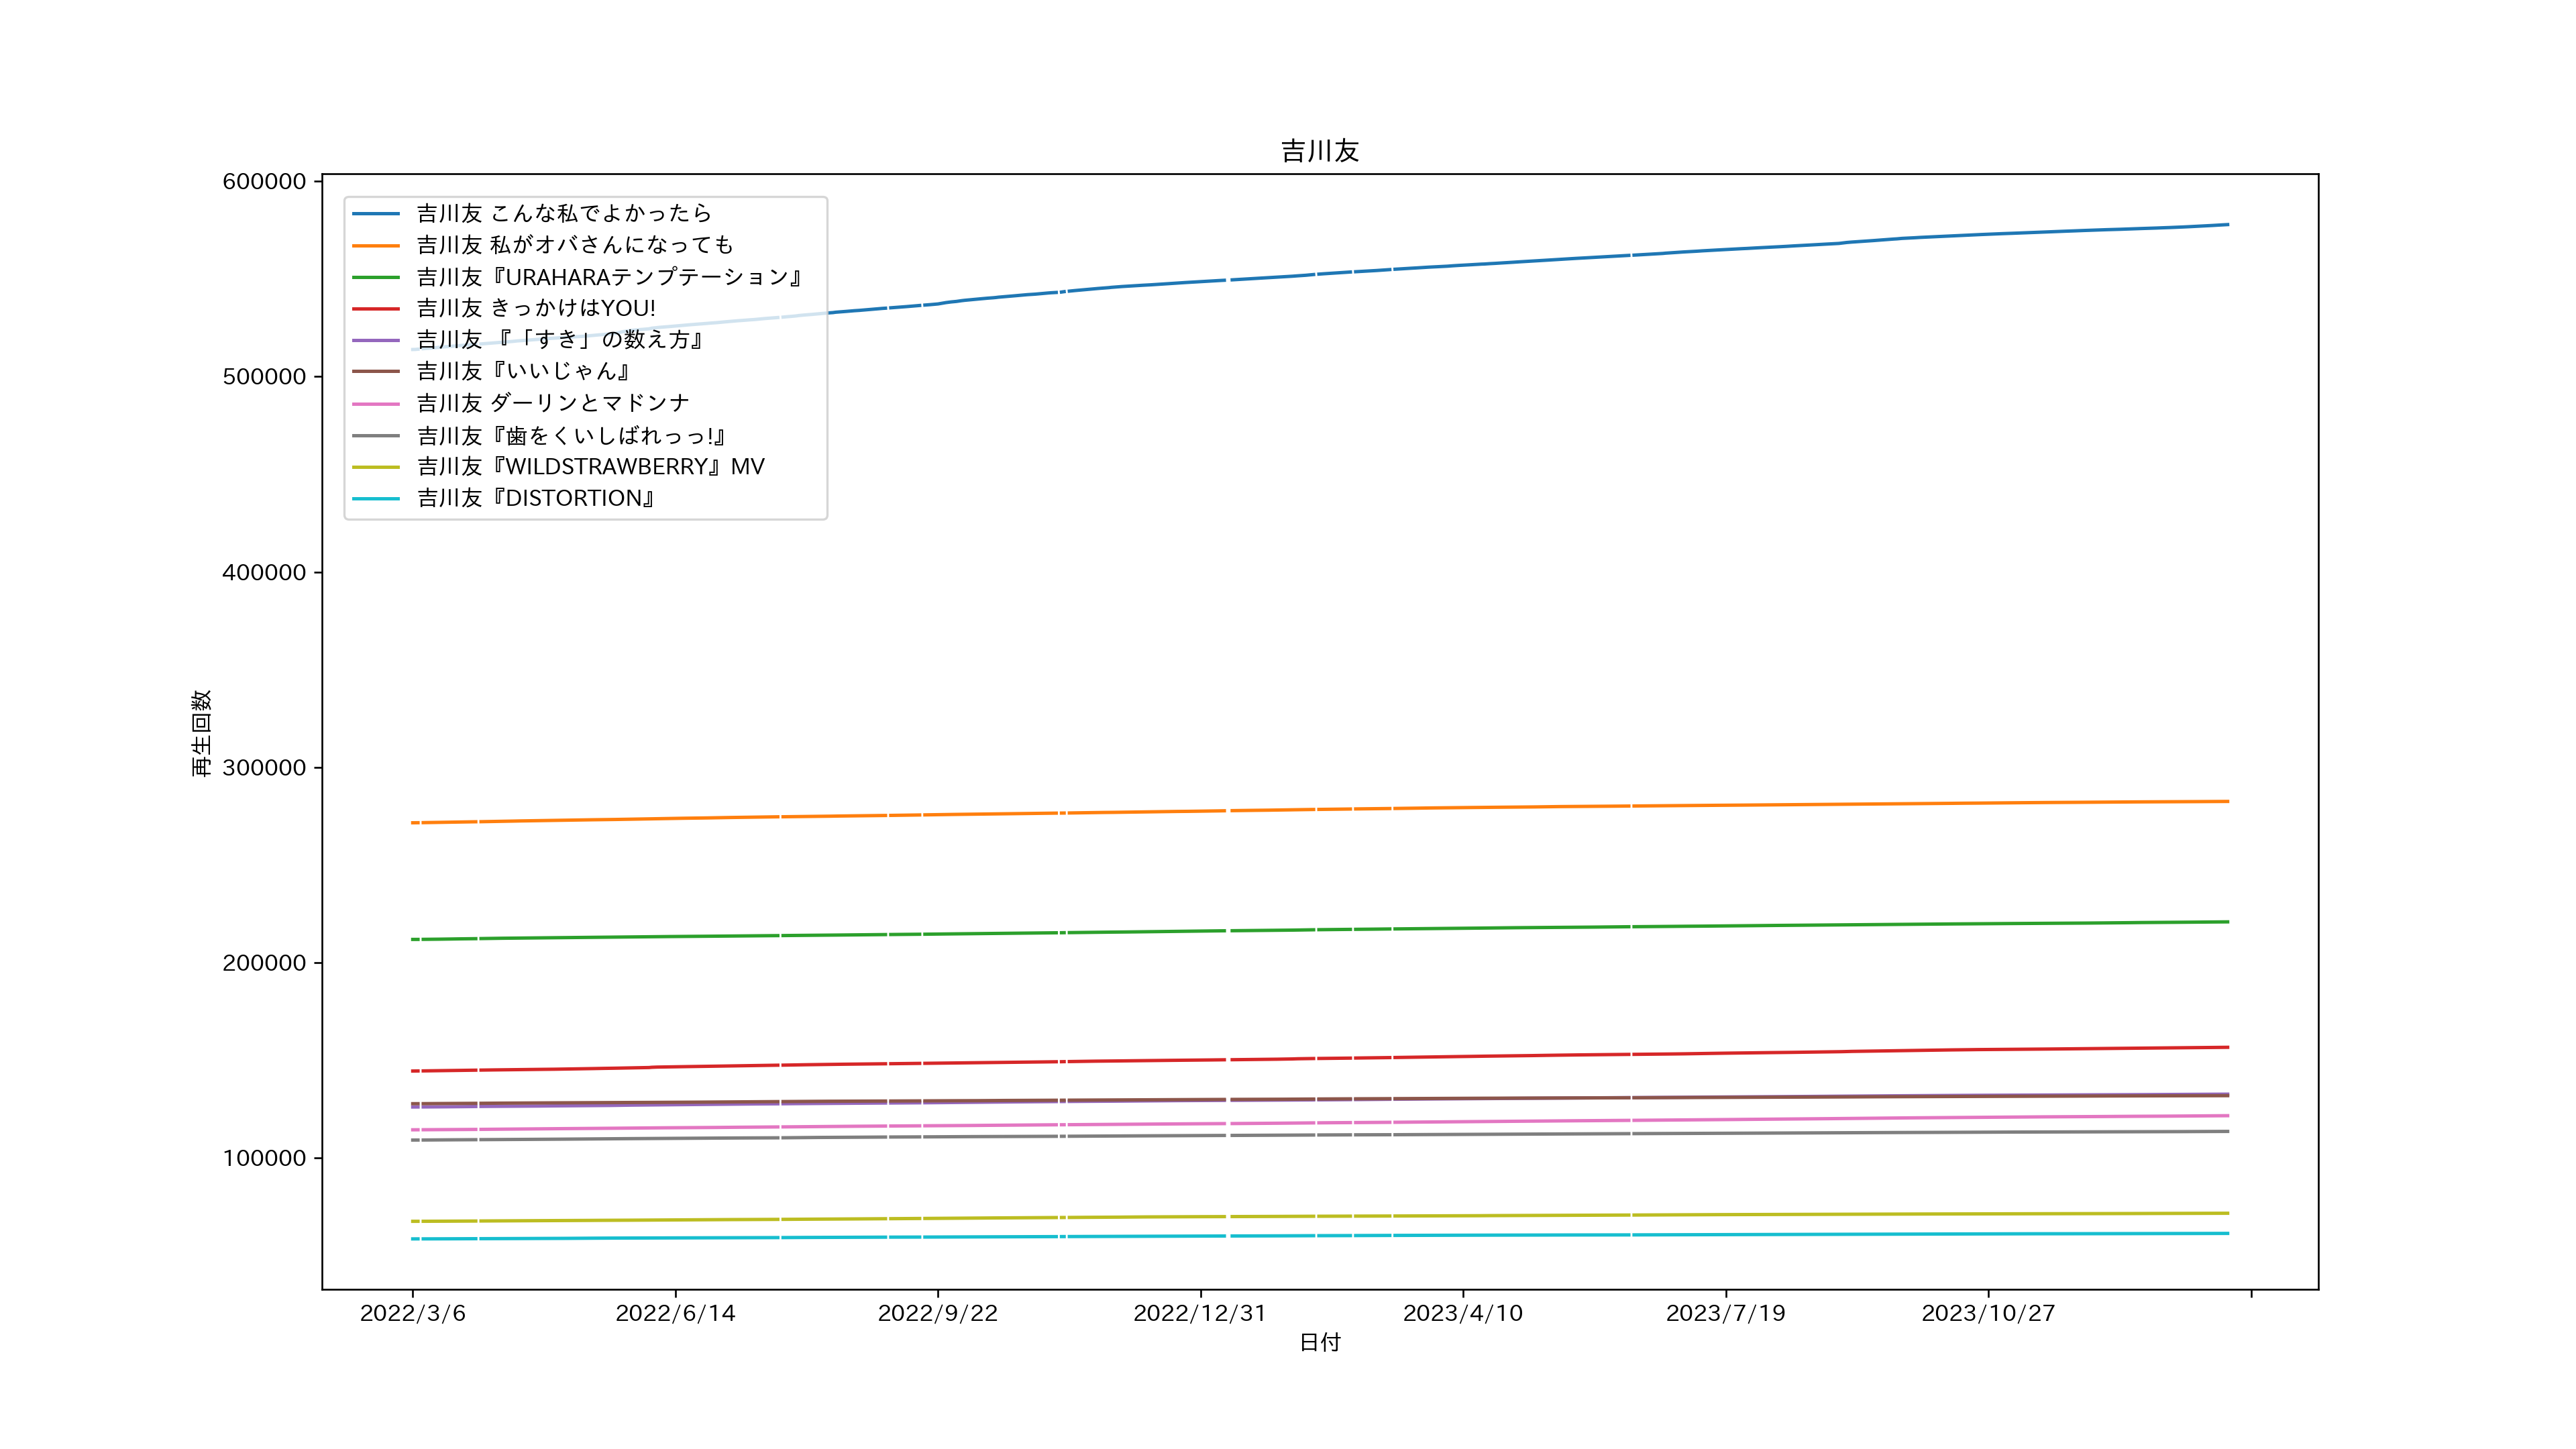 吉川友
600000
500000
400000
300000
200000
100000
再生回数
吉川友 こんな私でよかったら
吉川友 私がオバさんになっても
吉川友『URAHARAテンプテーション』
吉川友 きっかけはYOU!
吉川友 『「すき」の数え方』
吉川友『いいじゃん』
吉川友 ダーリンとマドンナ
吉川友『歯をくいしばれっっ!』
吉川友『WILDSTRAWBERRY』MV
吉川友『DISTORTION』
2022/3/6
2022/6/14
2022/9/22
2022/12/31
2023/4/10
2023/7/19
2023/10/27
日付